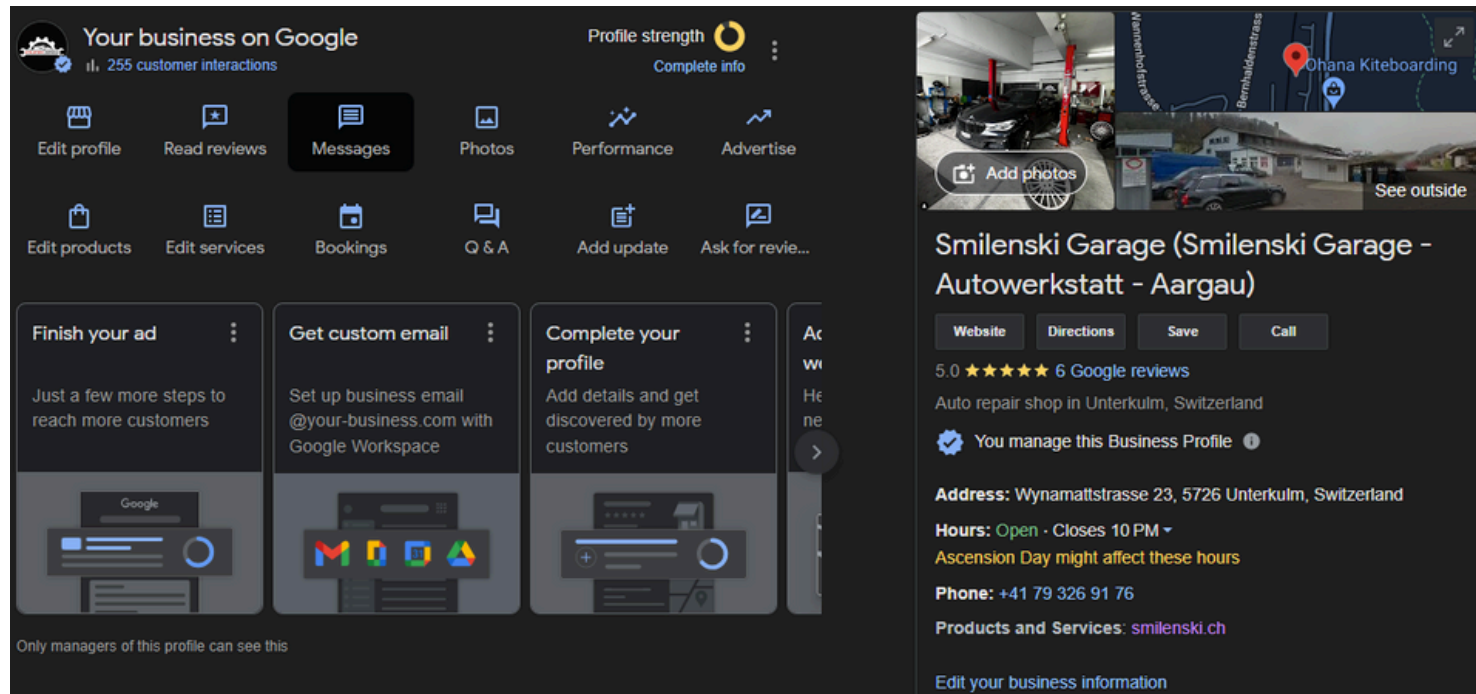 Your business on Google
255 customer interactions
Profile strength
Complete info
Edit profile
Read reviews
Messages
Photos
Performance
Advertise
Edit products
Edit services
Bookings
Q & A
Add update
Ask for revie...
Finish your ad
Just a few more steps to
reach more customers
Google
Get custom email
Set up business email
@your-business.com with
Google Workspace
Complete your
profile
Add details and get
discovered by more
customers
Only managers of this profile can see this
Add photos
Wannenhofstrasse
Bernhaldenstrass
Ohana Kiteboarding
See outside
Smilenski Garage (Smilenski Garage -
Autowerkstatt - Aargau)
Website
Directions
Save
Call
5.0 ★★★★★ 6 Google reviews
Auto repair shop in Unterkulm, Switzerland
You manage this Business Profile
Address: Wynamattstrasse 23, 5726 Unterkulm, Switzerland
Hours: Open · Closes 10 PM
Ascension Day might affect these hours
Phone: +41 79 326 91 76
Products and Services: smilenski.ch
Edit your business information